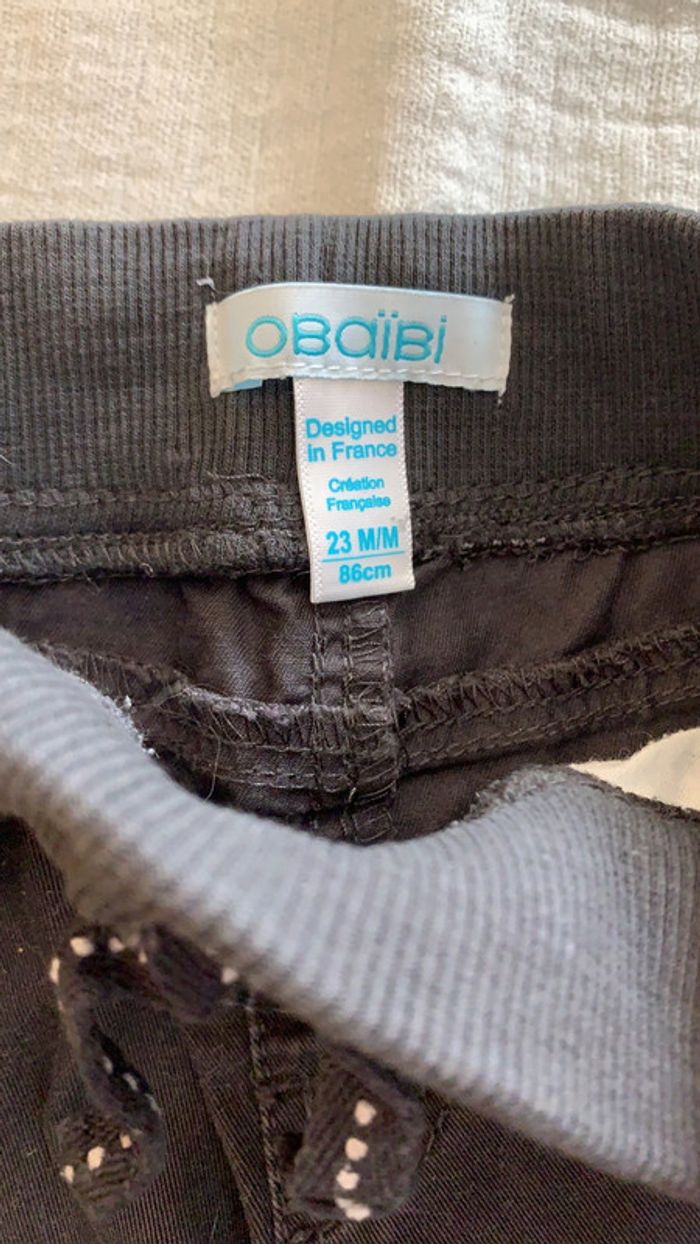 OBaïBi
Designed
in France
Création
Française
23 M/M
86cm